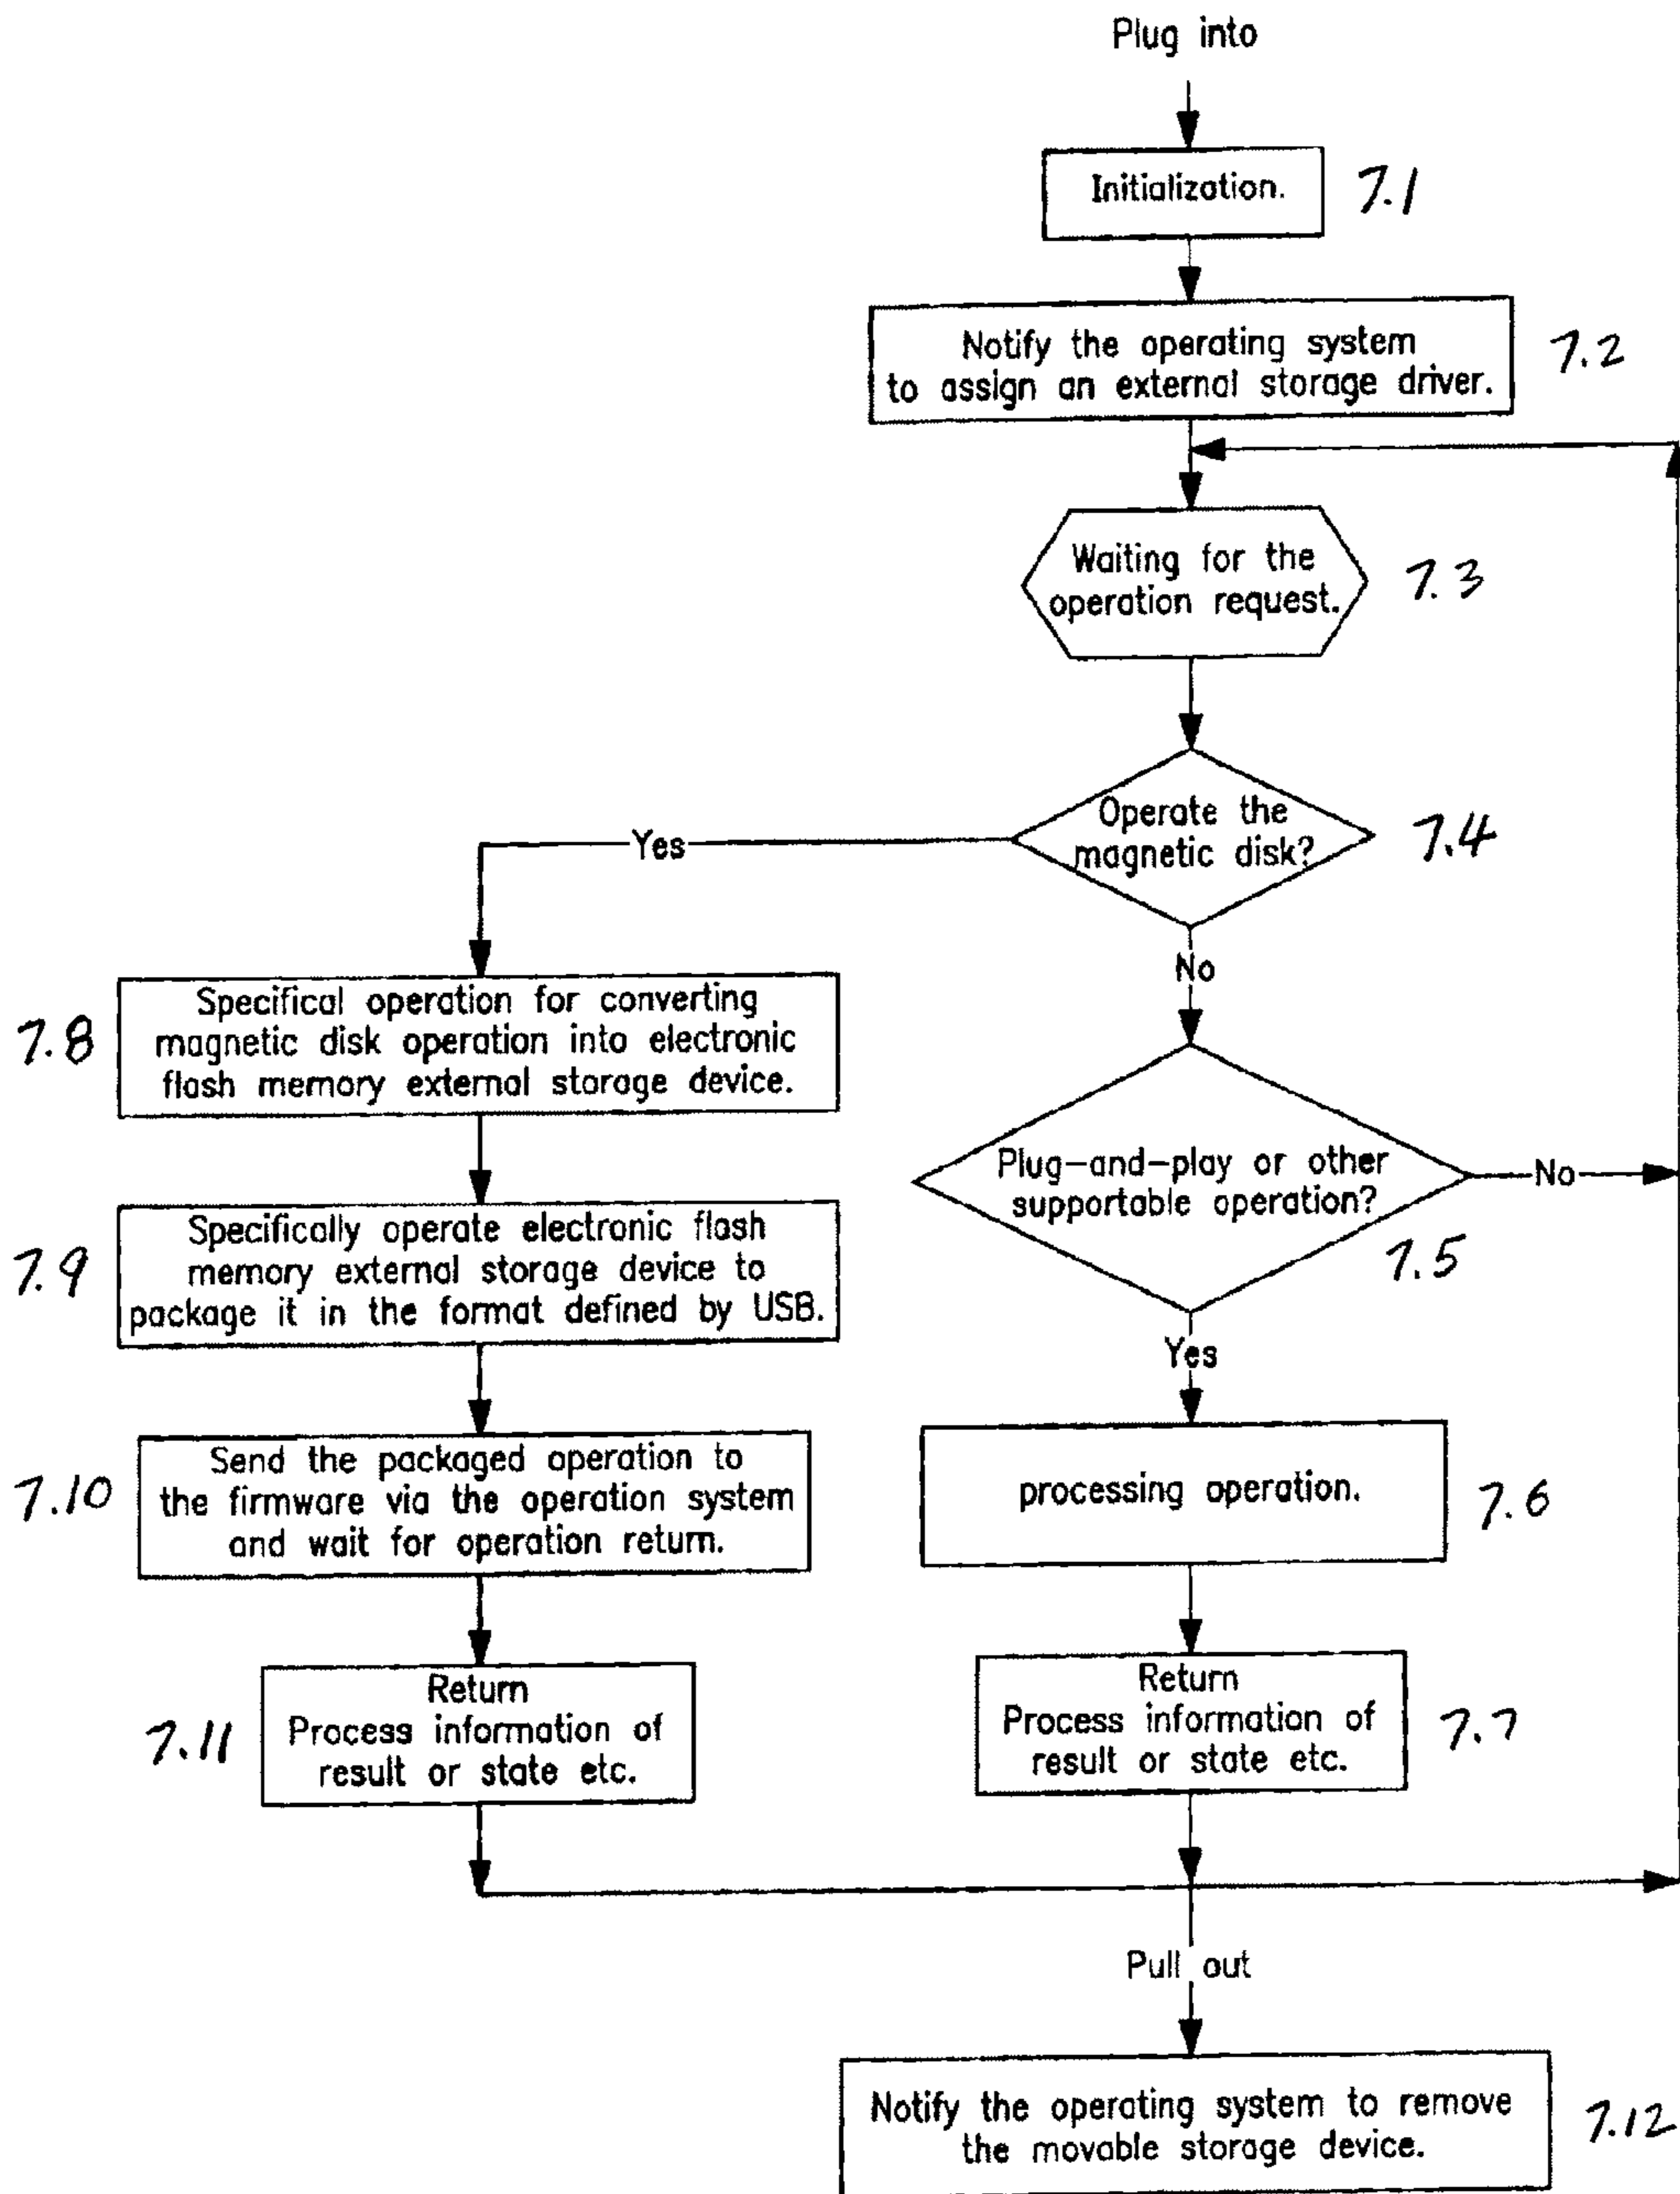 Plug into
Initialization.
7.1
Notify the operating system
to assign an external storage driver.
7.2
Waiting for the
operation request.
7.3
Operate the
magnetic disk?
7.4
Yes
No
Specifical operation for converting
magnetic disk operation into electronic
flash memory external storage device.
7.8
Plug-and-play or other
supportable operation?
7.5
No
Yes
Specifically operate electronic flash
memory external storage device to
package it in the format defined by USB.
7.9
Send the packaged operation to
the firmware via the operation system
and wait for operation return.
7.10
processing operation.
7.6
Return
Process information of
result or state etc.
7.11
Return
Process information of
result or state etc.
7.7
Pull out
Notify the operating system to remove
the movable storage device.
7.12